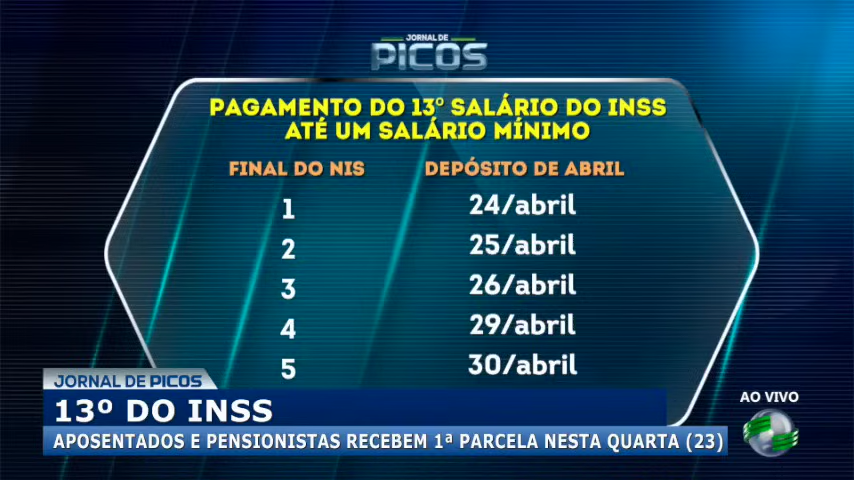 JORNAL DE
PICOS
PAGAMENTO DO 13º SALÁRIO DO INSS
ATÉ UM SALÁRIO MÍNIMO
FINAL DO NIS DEPÓSITO DE ABRIL
1 24/abril
2 25/abril
3 26/abril
4 29/abril
5 30/abril
JORNAL DE PICOS
13º DO INSS
APOSENTADOS E PENSIONISTAS RECEBEM 1ª PARCELA NESTA QUARTA (23)
AO VIVO